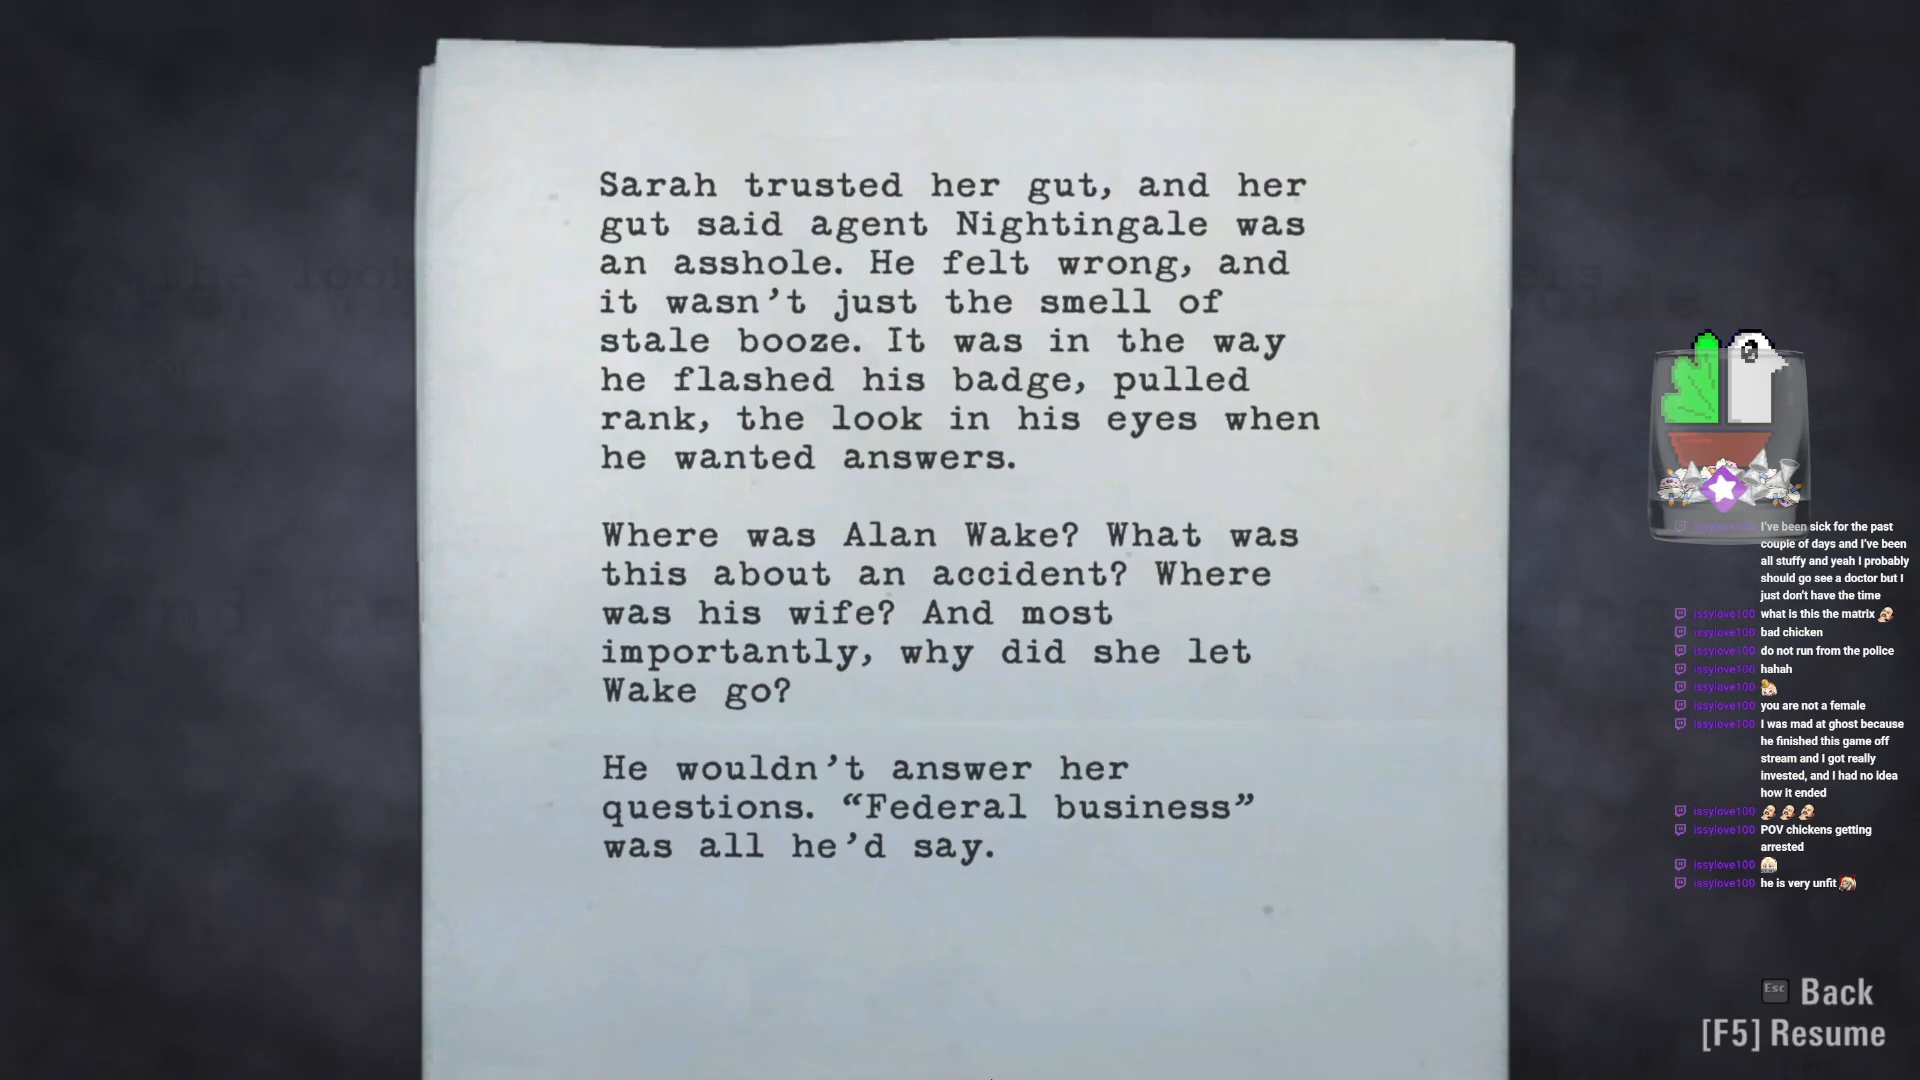 Sarah trusted her gut, and her
gut said agent Nightingale was
an asshole. He felt wrong, and
it wasn’t just the smell of
stale booze. It was in the way
he flashed his badge, pulled
rank, the look in his eyes when
he wanted answers.
Where was Alan Wake? What was
this about an accident? Where
was his wife? And most
importantly, why did she let
Wake go?
He wouldn’t answer her
questions. “Federal business”
was all he’d say.
issylove100 I’ve been sick for the past
couple of days and I’ve been
all stuffy and yeah I probably
should go see a doctor but I
just don’t have the time
issylove100 what is this the matrix
issylove100 bad chicken
issylove100 do not run from the police
issylove100 hahah
issylove100
issylove100 you are not a female
issylove100 I was mad at ghost because
he finished this game off
stream and I got really
invested, and I had no idea
how it ended
issylove100
issylove100 POV chickens getting
arrested
issylove100
issylove100 he is very unfit
Esc Back
[F5] Resume